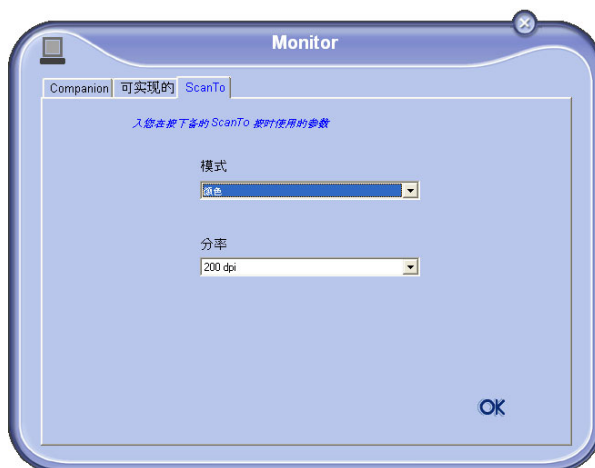 Monitor
Companion 可实现的 ScanTo
入您在按下备的 ScanTo 按时使用的参数
模式
颜色
分率
200 dpi
OK